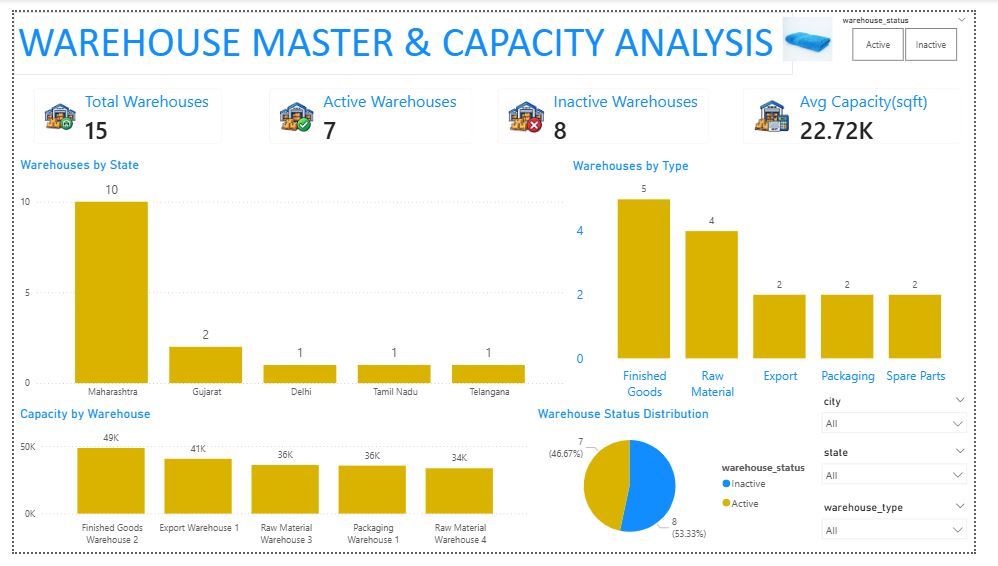 WAREHOUSE MASTER & CAPACITY ANALYSIS
warehouse_status
Active
Inactive
Total Warehouses
15
Active Warehouses
7
Inactive Warehouses
8
Avg Capacity(sqft)
22.72K
Warehouses by State
10
5
0
10
2
1
1
1
Maharashtra
Gujarat
Delhi
Tamil Nadu
Telangana
Warehouses by Type
4
2
0
5
4
2
2
2
Finished
Goods
Raw
Material
Export
Packaging
Spare Parts
Capacity by Warehouse
50K
0K
49K
41K
36K
36K
34K
Finished Goods
Warehouse 2
Export Warehouse 1
Raw Material
Warehouse 3
Packaging
Warehouse 1
Raw Material
Warehouse 4
Warehouse Status Distribution
7
(46.67%)
8
(53.33%)
warehouse_status
Inactive
Active
city
All
state
All
warehouse_type
All